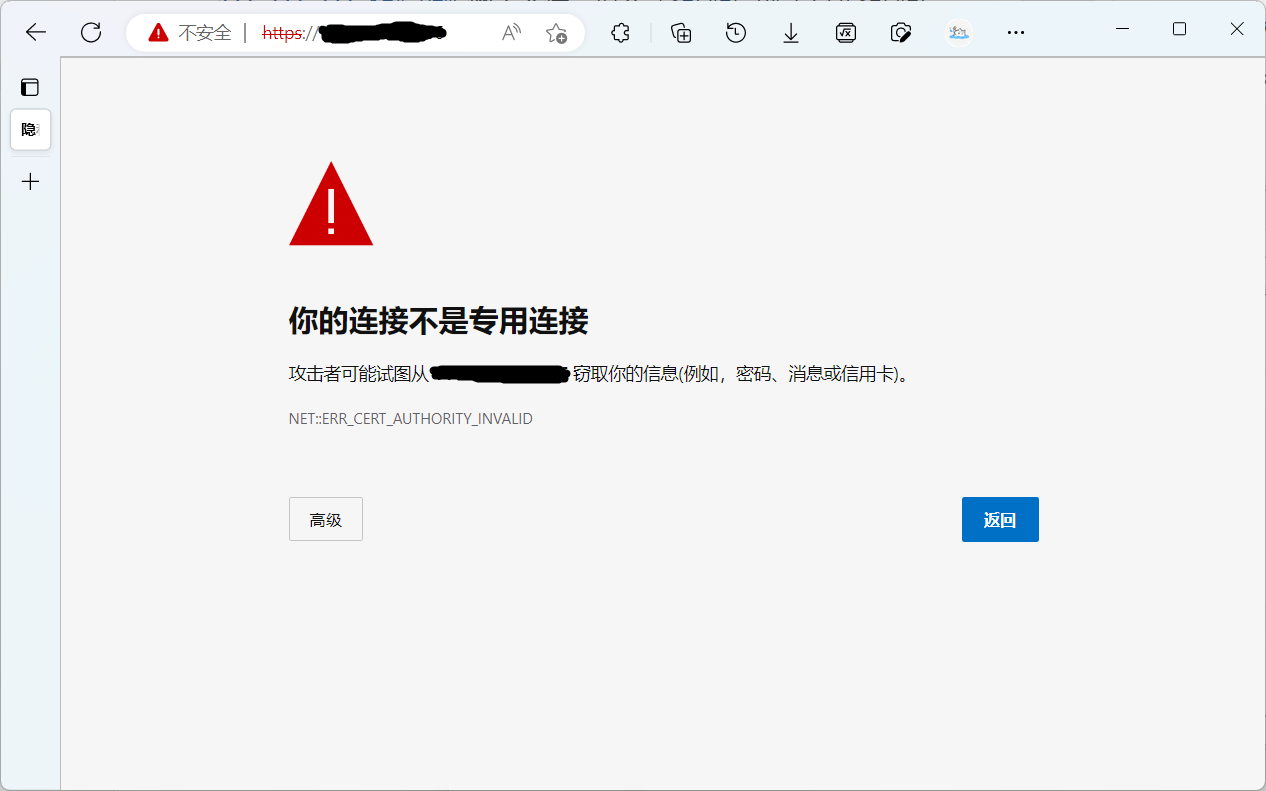 不安全 | https://
隐
你的连接不是专用连接
攻击者可能试图从 窃取你的信息(例如，密码、消息或信用卡)。
NET::ERR_CERT_AUTHORITY_INVALID
高级
返回